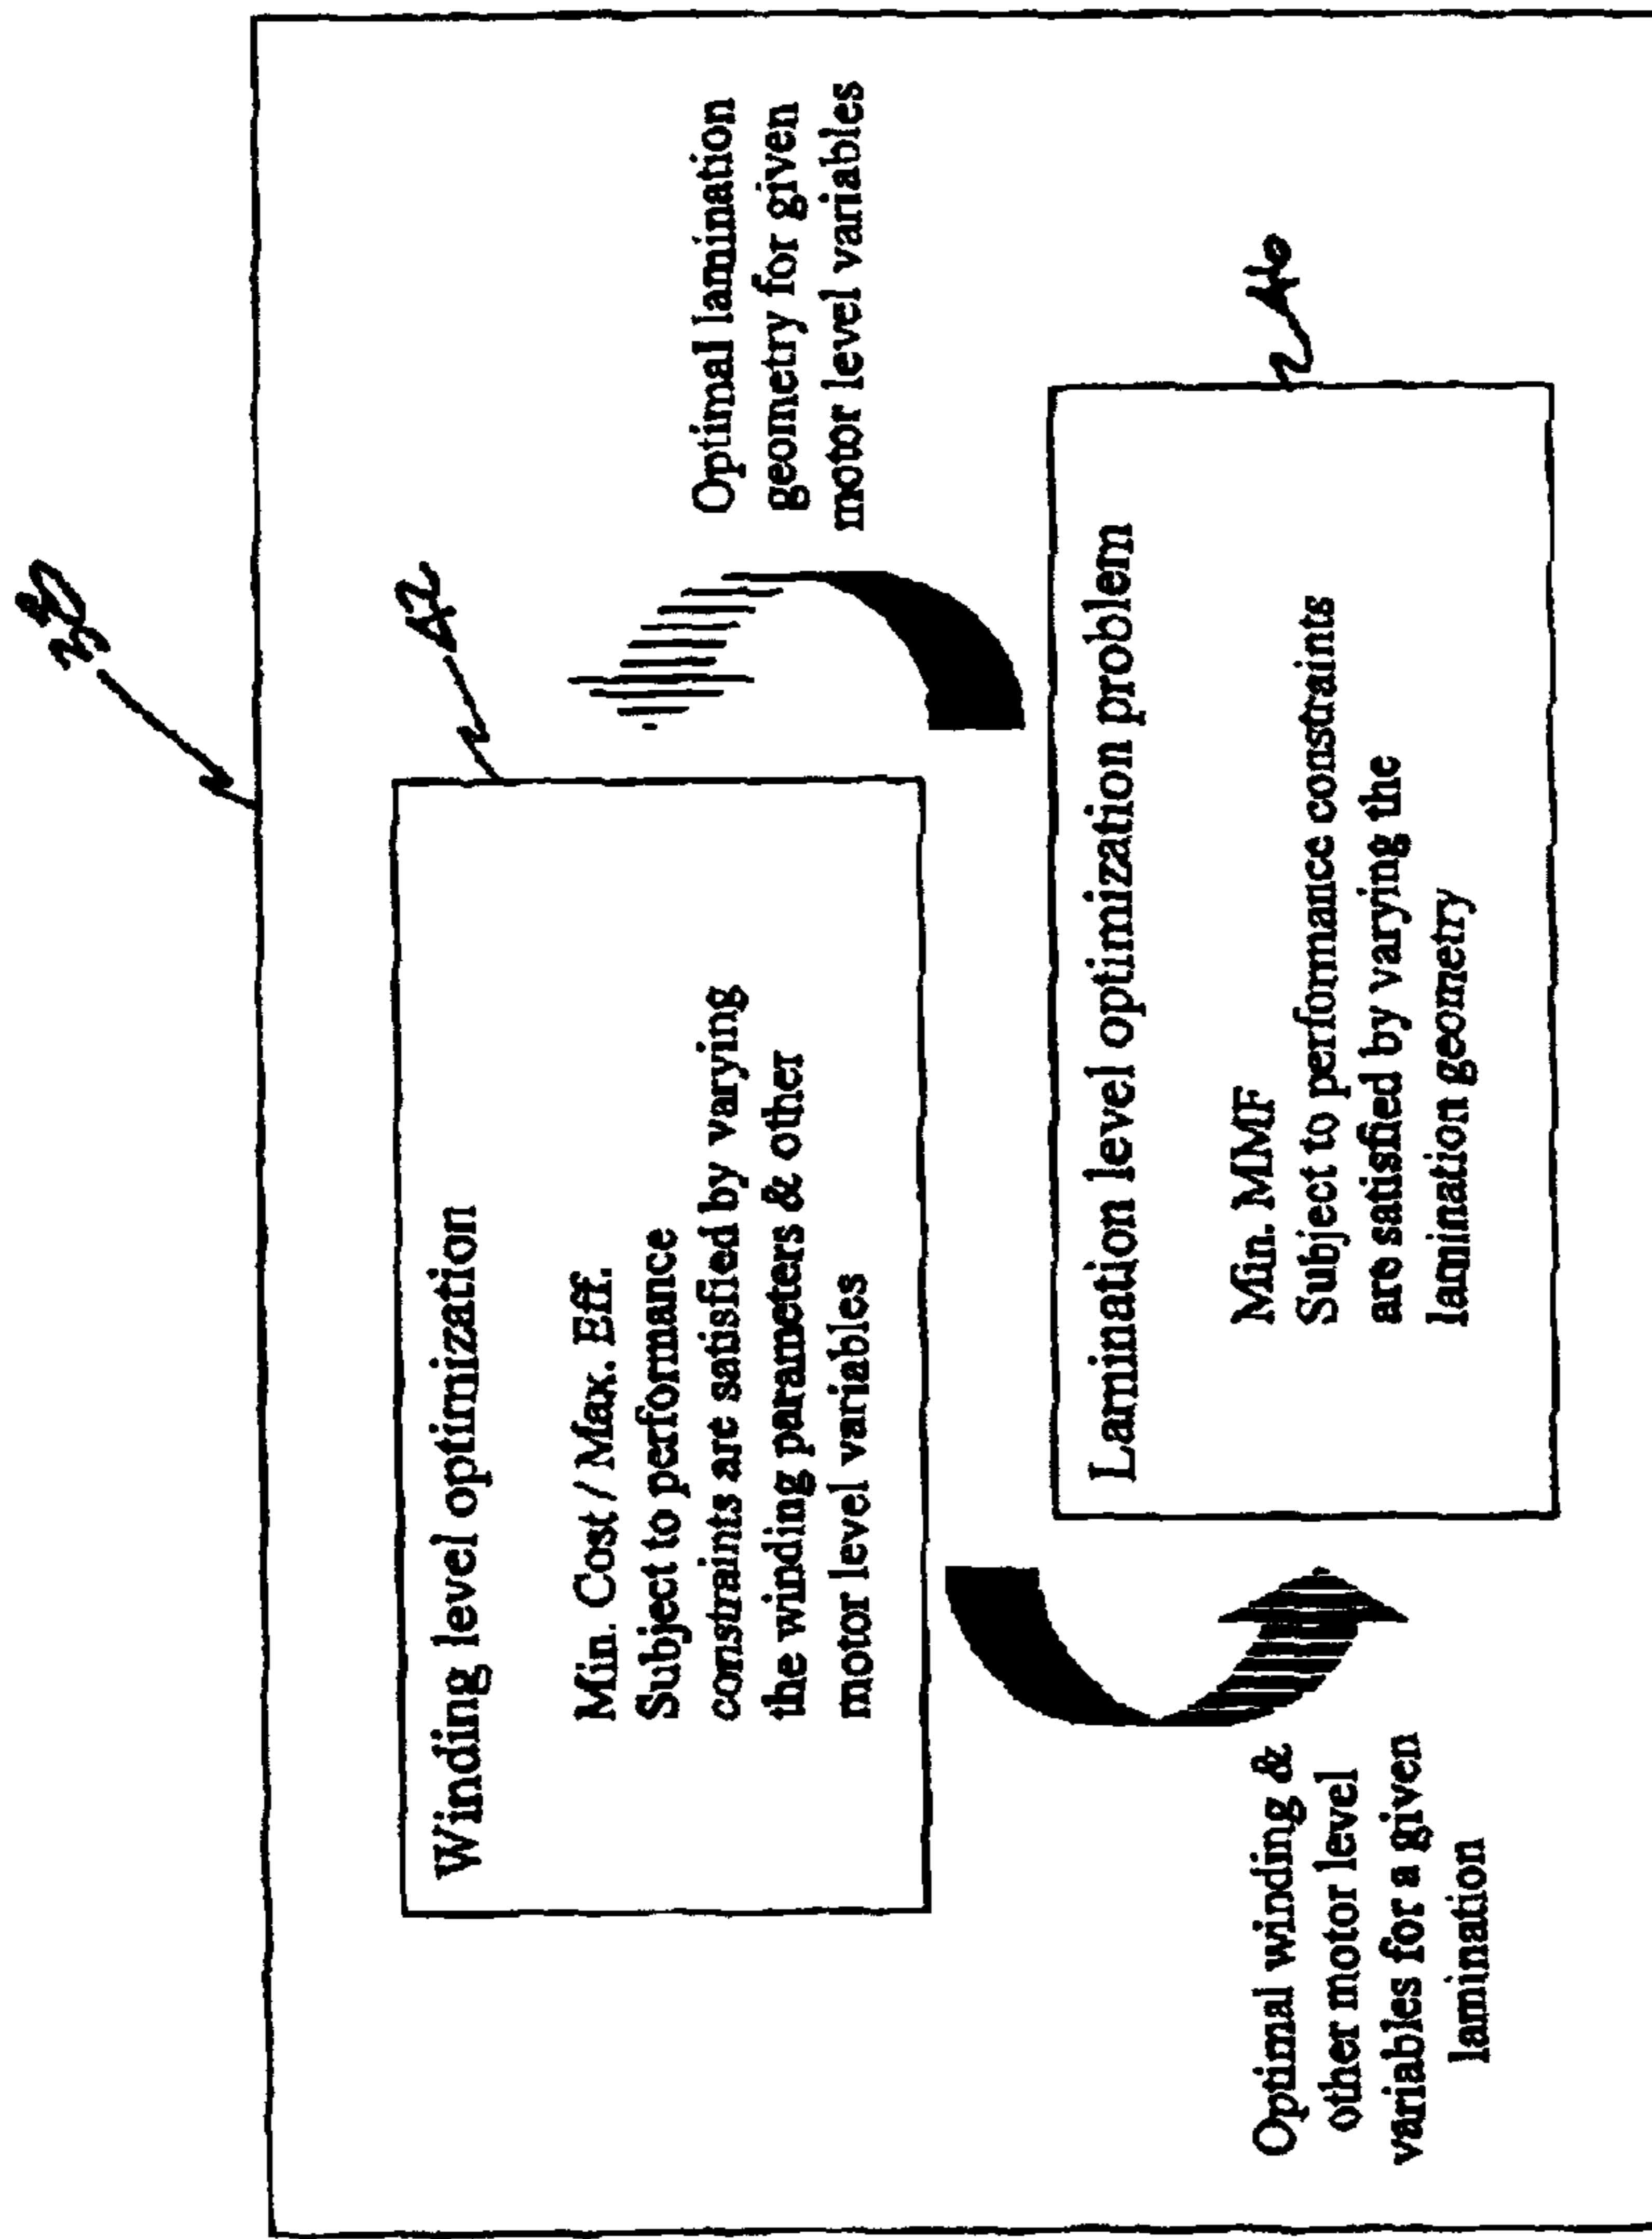 42
Winding level optimization
Min. Cost / Max. Eff.
Subject to performance
constraints are satisfied by varying
the winding parameters & other
motor level variables
Optimal lamination
geometry for given
motor level variables
Optimal winding &
other motor level
variables for a given
lamination
Lamination level optimization problem
Min. MMF
Subject to performance constraints
are satisfied by varying the
lamination geometry